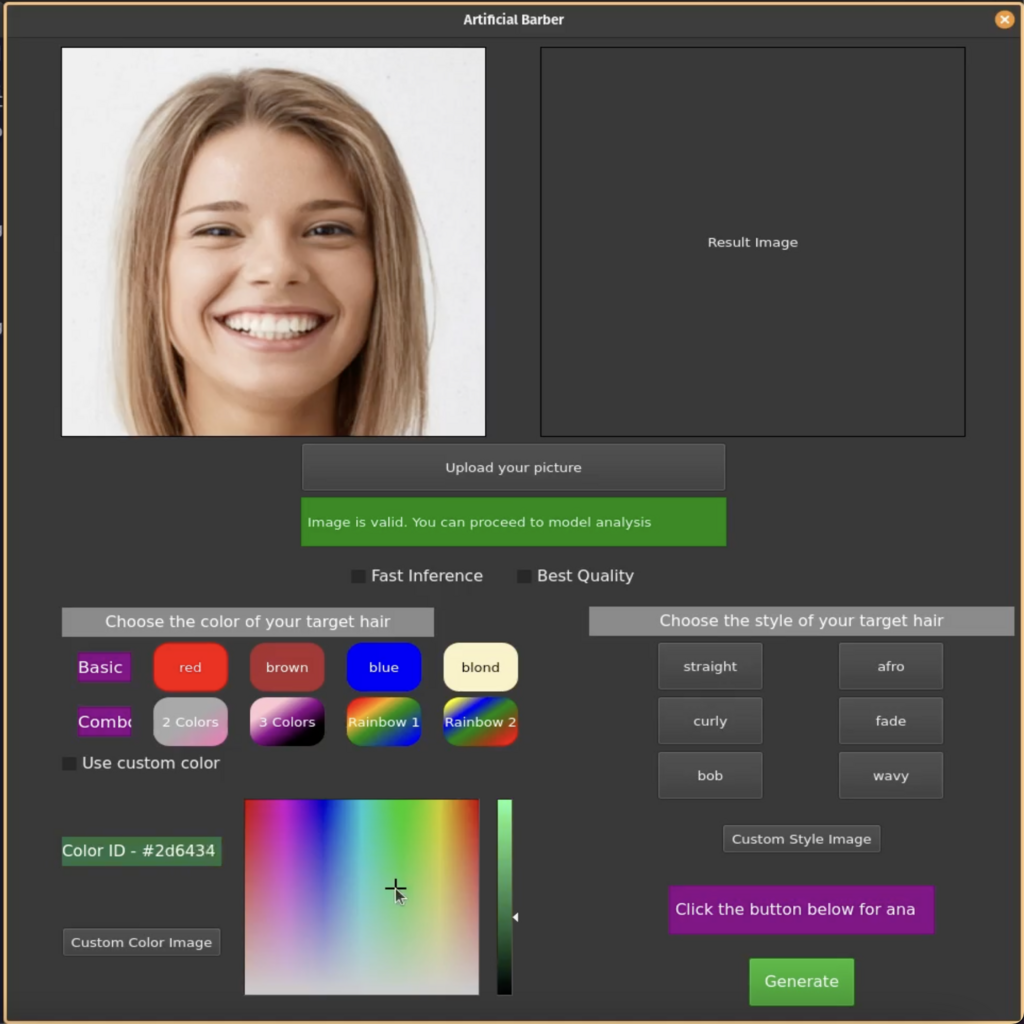 Artificial Barber
Result Image
Upload your picture
Image is valid. You can proceed to model analysis
Fast Inference Best Quality
Choose the color of your target hair
Basic red brown blue blond
Combo 2 Colors 3 Colors Rainbow 1 Rainbow 2
Use custom color
Color ID - #2d6434
Custom Color Image
Choose the style of your target hair
straight afro
curly fade
bob wavy
Custom Style Image
Click the button below for ana
Generate